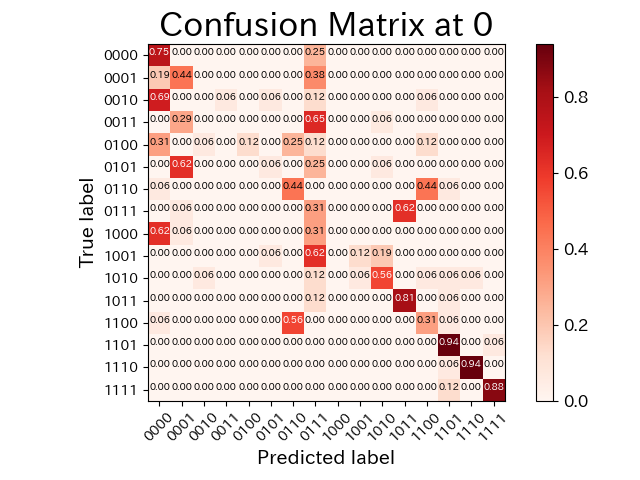 Confusion Matrix at 0
True label
0000 0.75 0.00 0.00 0.00 0.00 0.00 0.00 0.25 0.00 0.00 0.00 0.00 0.00 0.00 0.00 0.00
0001 0.19 0.44 0.00 0.00 0.00 0.00 0.00 0.38 0.00 0.00 0.00 0.00 0.00 0.00 0.00 0.00
0010 0.69 0.00 0.00 0.06 0.00 0.06 0.00 0.12 0.00 0.00 0.00 0.00 0.06 0.00 0.00 0.00
0011 0.00 0.29 0.00 0.00 0.00 0.00 0.00 0.65 0.00 0.00 0.06 0.00 0.00 0.00 0.00 0.00
0100 0.31 0.00 0.06 0.00 0.12 0.00 0.25 0.12 0.00 0.00 0.00 0.00 0.12 0.00 0.00 0.00
0101 0.00 0.62 0.00 0.00 0.00 0.06 0.00 0.25 0.00 0.00 0.06 0.00 0.00 0.00 0.00 0.00
0110 0.06 0.00 0.00 0.00 0.00 0.00 0.44 0.00 0.00 0.00 0.00 0.00 0.44 0.06 0.00 0.00
0111 0.00 0.06 0.00 0.00 0.00 0.00 0.00 0.31 0.00 0.00 0.00 0.62 0.00 0.00 0.00 0.00
1000 0.62 0.06 0.00 0.00 0.00 0.00 0.00 0.31 0.00 0.00 0.00 0.00 0.00 0.00 0.00 0.00
1001 0.00 0.00 0.00 0.00 0.00 0.06 0.00 0.62 0.00 0.12 0.19 0.00 0.00 0.00 0.00 0.00
1010 0.00 0.00 0.06 0.00 0.00 0.00 0.00 0.12 0.00 0.06 0.56 0.00 0.06 0.06 0.06 0.00
1011 0.00 0.00 0.00 0.00 0.00 0.00 0.00 0.12 0.00 0.00 0.00 0.81 0.00 0.06 0.00 0.00
1100 0.06 0.00 0.00 0.00 0.00 0.00 0.56 0.00 0.00 0.00 0.00 0.00 0.31 0.06 0.00 0.00
1101 0.00 0.00 0.00 0.00 0.00 0.00 0.00 0.00 0.00 0.00 0.00 0.00 0.00 0.94 0.00 0.06
1110 0.00 0.00 0.00 0.00 0.00 0.00 0.00 0.00 0.00 0.00 0.00 0.00 0.00 0.06 0.94 0.00
1111 0.00 0.00 0.00 0.00 0.00 0.00 0.00 0.00 0.00 0.00 0.00 0.00 0.00 0.12 0.00 0.88
0000 0001 0010 0011 0100 0101 0110 0111 1000 1001 1010 1011 1100 1101 1110 1111
Predicted label
0.8
0.6
0.4
0.2
0.0